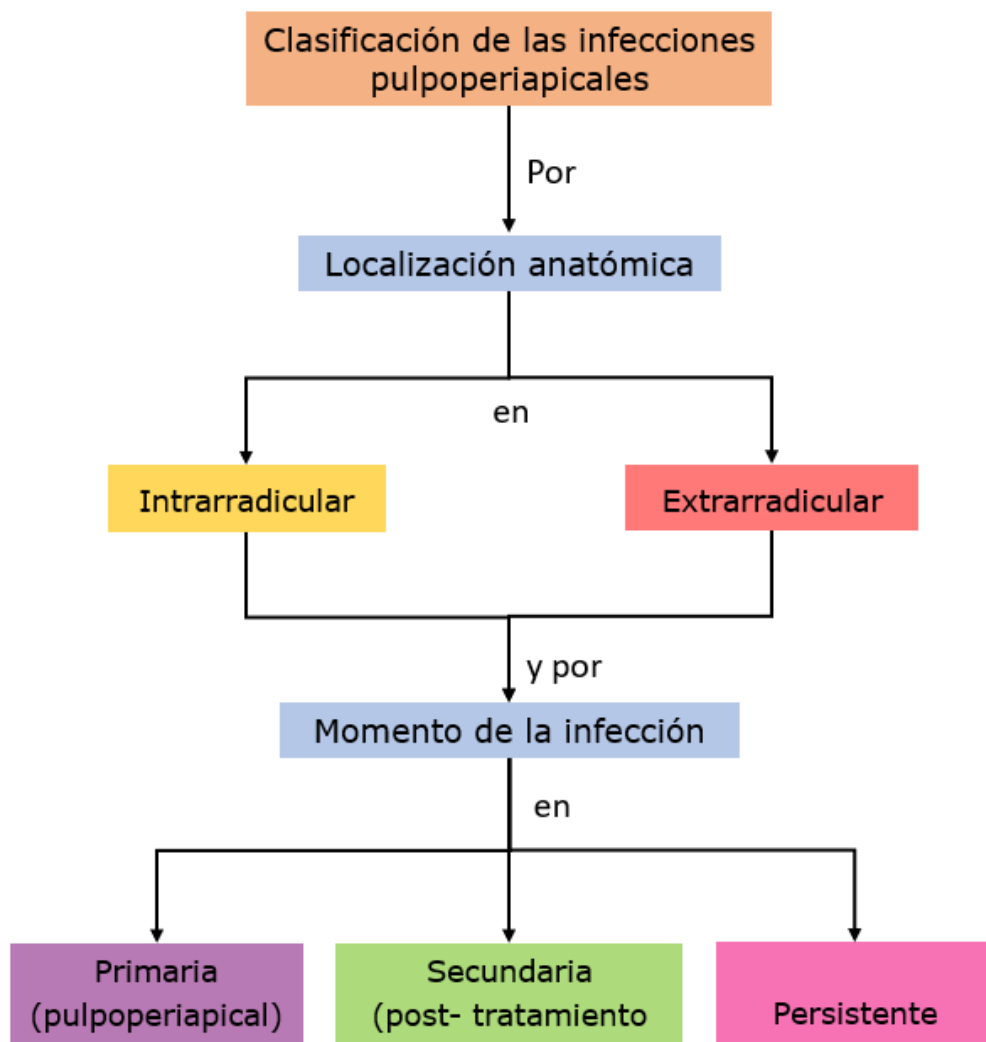 Clasificación de las infecciones
pulpoperiapicales
Por
Localización anatómica
en
Intrarradicular
Extrarradicular
y por
Momento de la infección
en
Primaria
(pulpoperiapical)
Secundaria
(post- tratamiento
Persistente